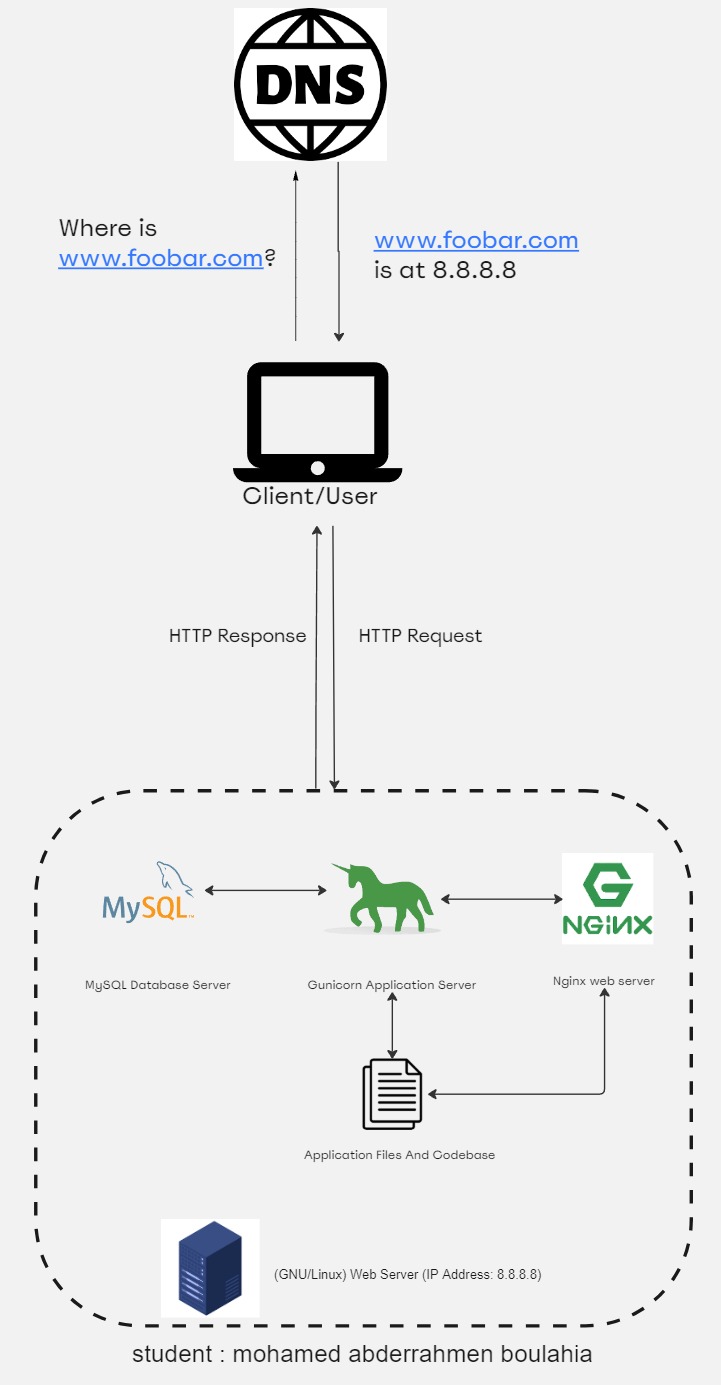 DNS
Where is
www.foobar.com?
www.foobar.com
is at 8.8.8.8
Client/User
HTTP Response
HTTP Request
MySQL™
G
NGiNX
MySQL Database Server
Gunicorn Application Server
Nginx web server
Application Files And Codebase
(GNU/Linux) Web Server (IP Address: 8.8.8.8)
student : mohamed abderrahmen boulahia